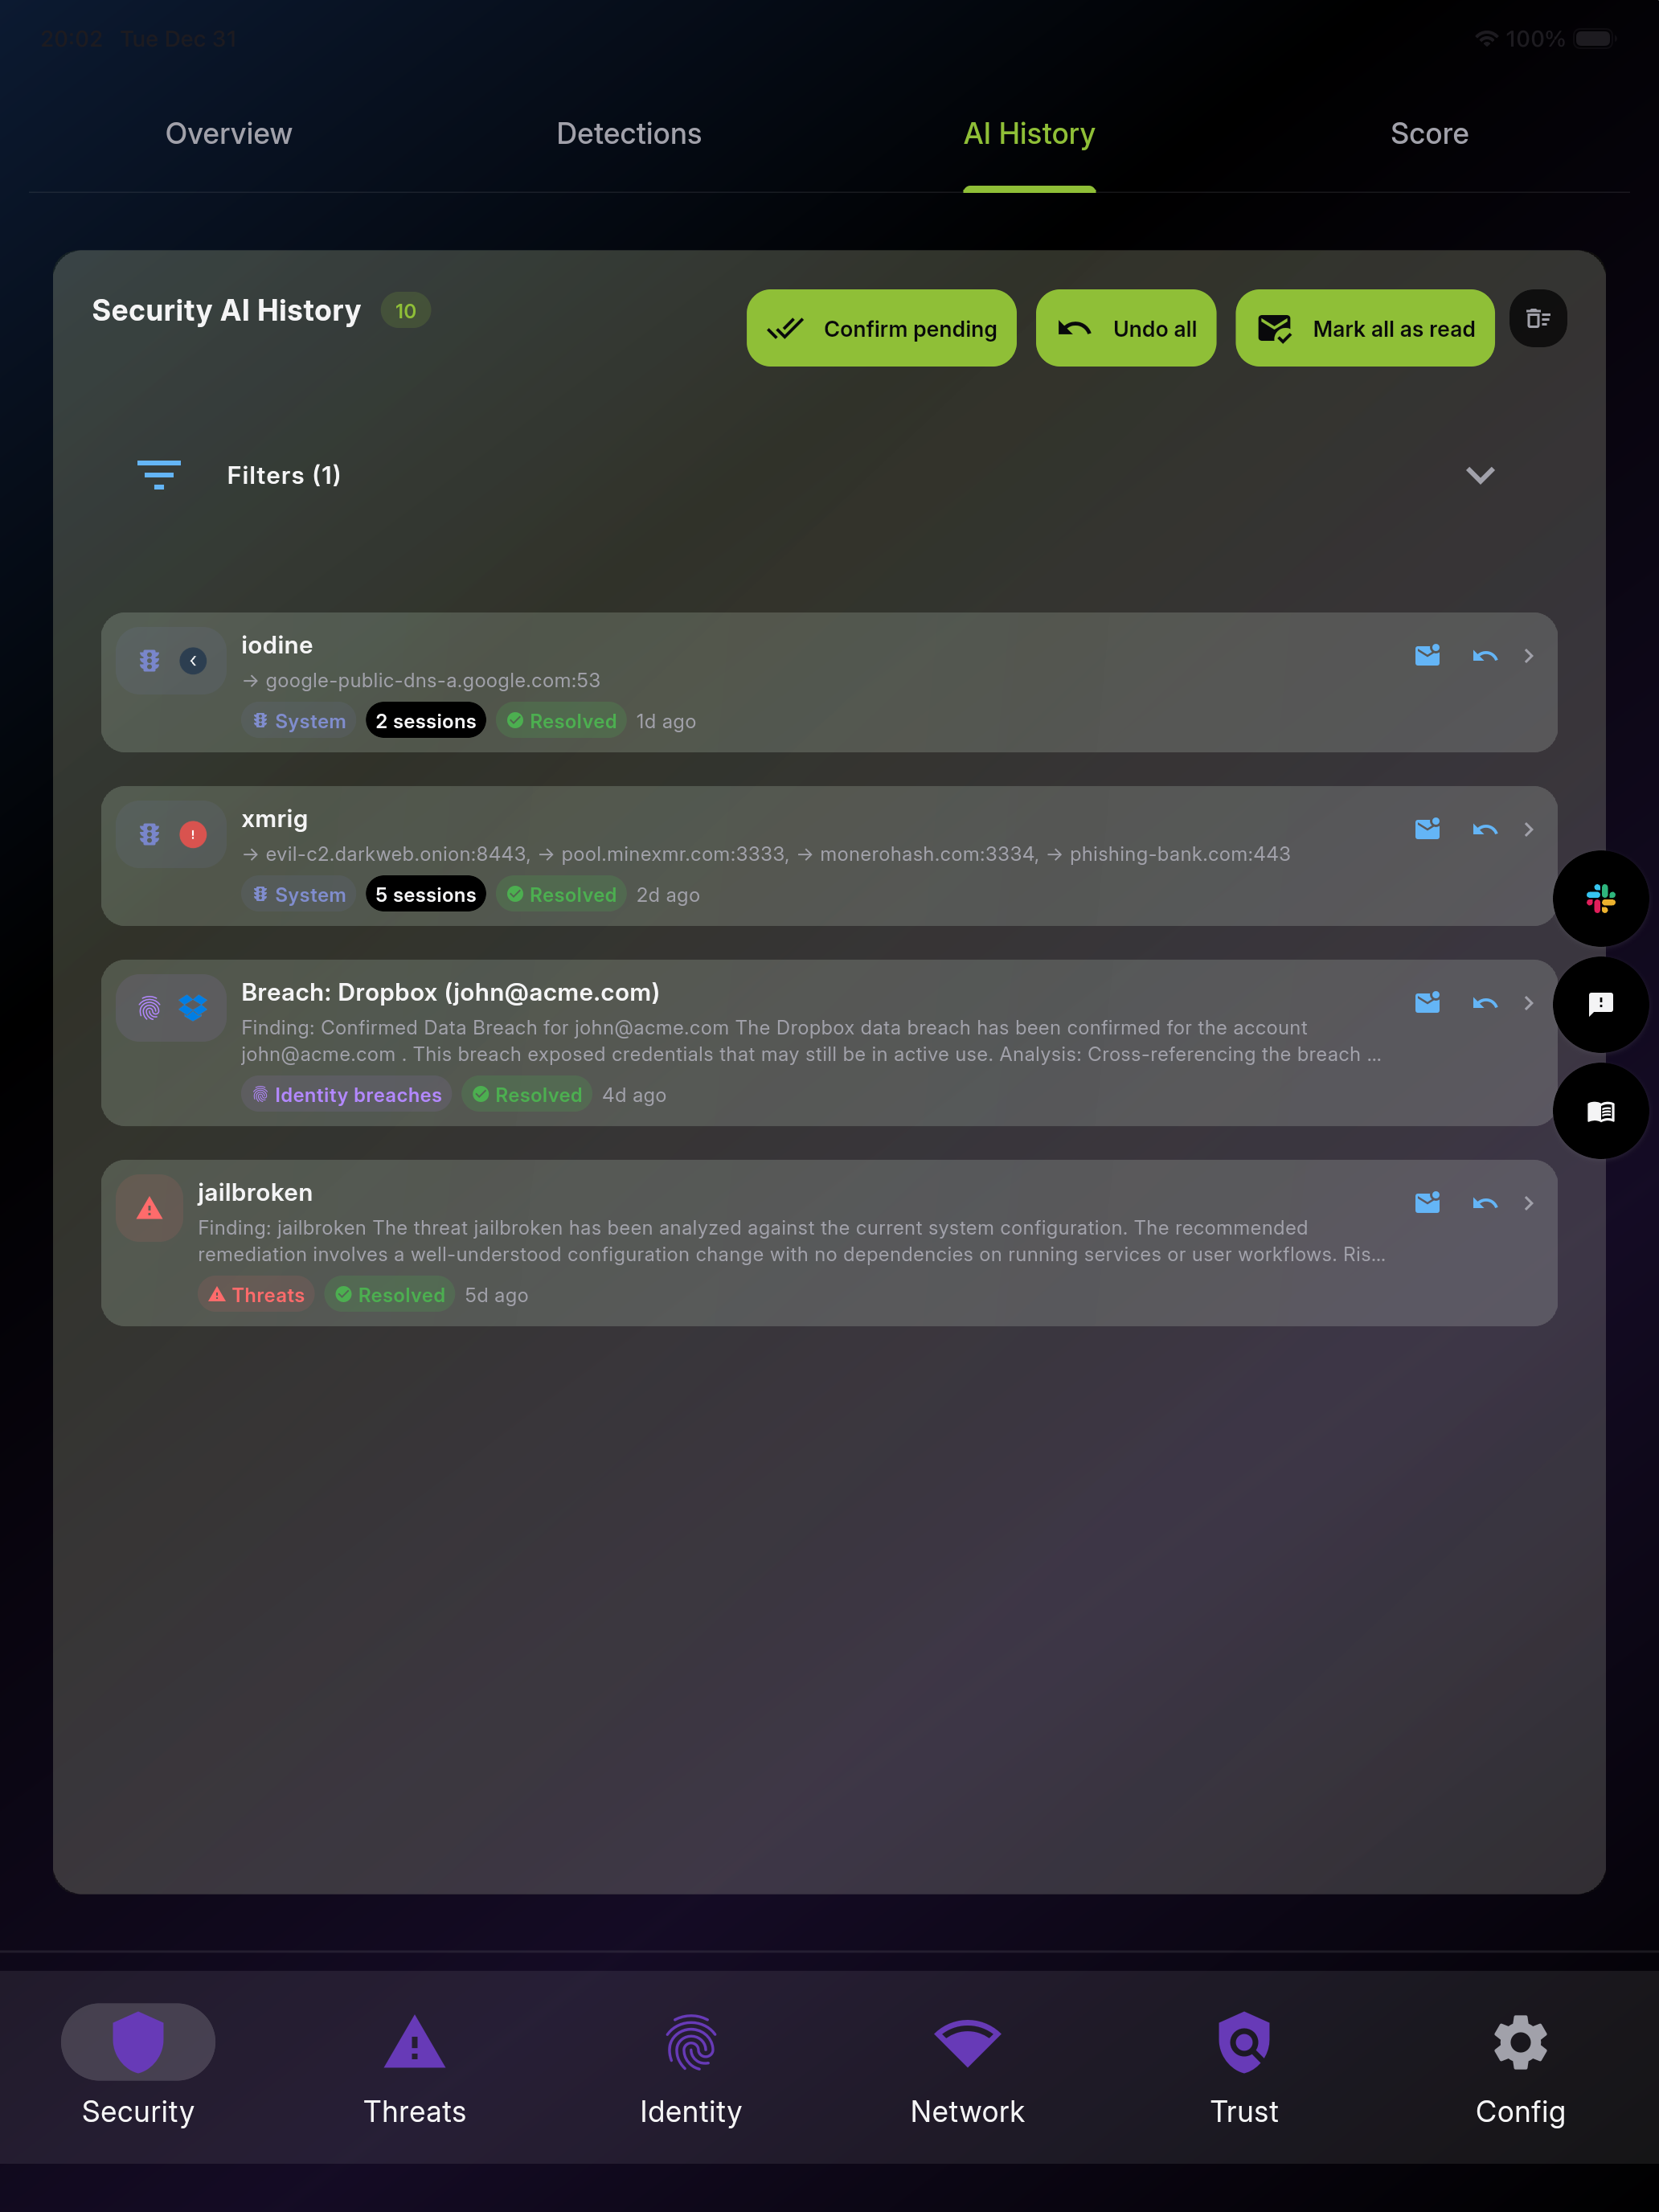 20:02 Tue Dec 31
100%
Overview
Detections
AI History
Score
Security AI History 10
Confirm pending
Undo all
Mark all as read
Filters (1)
iodine
→ google-public-dns-a.google.com:53
System 2 sessions Resolved 1d ago
xmrig
→ evil-c2.darkweb.onion:8443, → pool.minexmr.com:3333, → monerohash.com:3334, → phishing-bank.com:443
System 5 sessions Resolved 2d ago
Breach: Dropbox (john@acme.com)
Finding: Confirmed Data Breach for john@acme.com The Dropbox data breach has been confirmed for the account
john@acme.com . This breach exposed credentials that may still be in active use. Analysis: Cross-referencing the breach ...
Identity breaches Resolved 4d ago
jailbroken
Finding: jailbroken The threat jailbroken has been analyzed against the current system configuration. The recommended
remediation involves a well-understood configuration change with no dependencies on running services or user workflows. Ris...
Threats Resolved 5d ago
Security
Threats
Identity
Network
Trust
Config